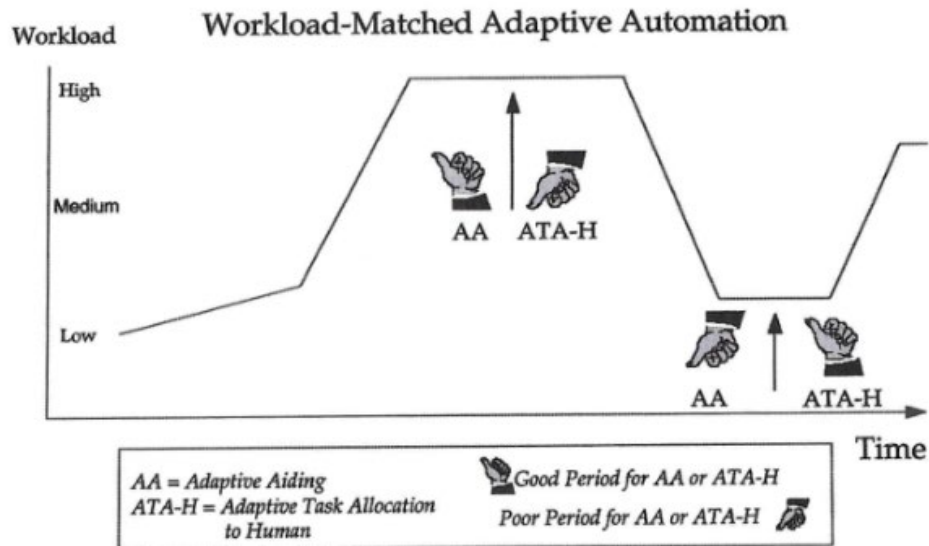 Workload-Matched Adaptive Automation
Workload
High
Medium
Low
AA ATA-H
AA ATA-H
Time
AA = Adaptive Aiding
ATA-H = Adaptive Task Allocation
to Human
Good Period for AA or ATA-H
Poor Period for AA or ATA-H